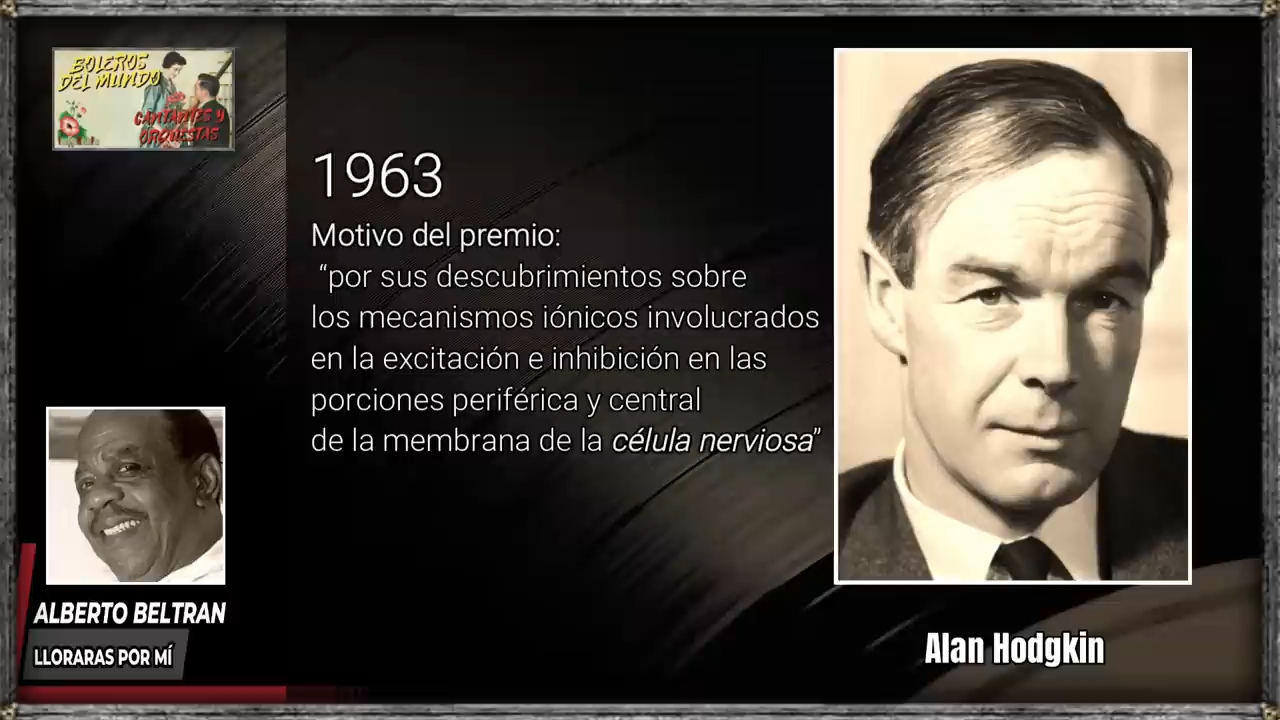 BOLEROS
DEL MUNDO
CANTANTES Y
ORQUESTAS
1963
Motivo del premio:
“por sus descubrimientos sobre
los mecanismos iónicos involucrados
en la excitación e inhibición en las
porciones periférica y central
de la membrana de la célula nerviosa”
ALBERTO BELTRAN
LLORARAS POR MÍ
Alan Hodgkin